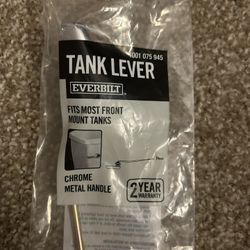 1001 075 945
TANK LEVER
EVERBILT
FITS MOST FRONT
MOUNT TANKS
CHROME
METAL HANDLE
2 YEAR
WARRANTY